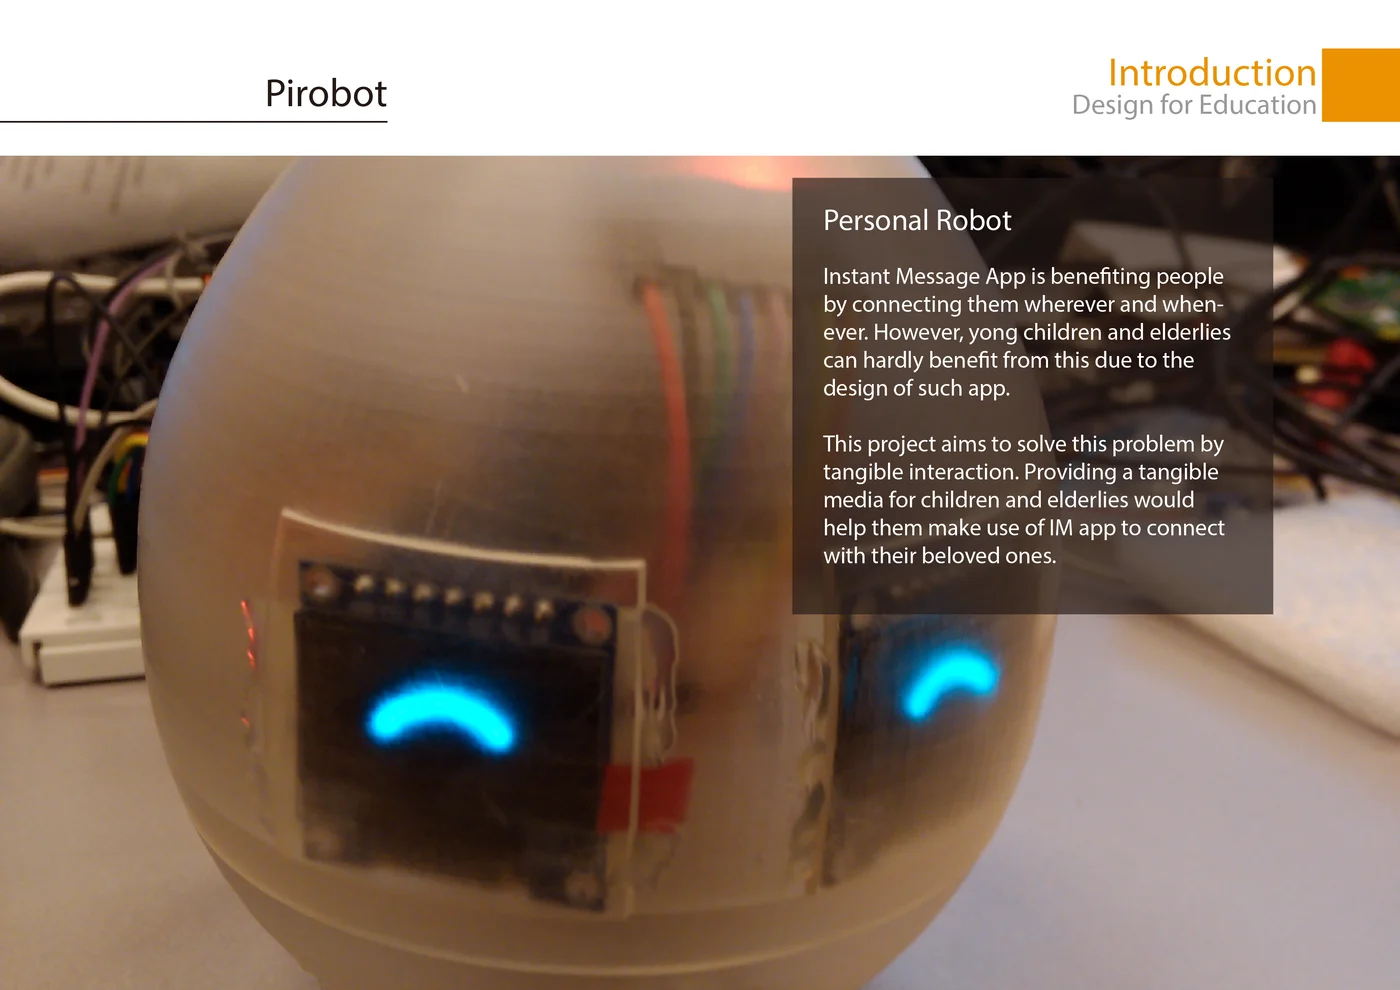 Pirobot
Introduction
Design for Education
Personal Robot
Instant Message App is benefiting people
by connecting them wherever and when-
ever. However, yong children and elderlies
can hardly benefit from this due to the
design of such app.
This project aims to solve this problem by
tangible interaction. Providing a tangible
media for children and elderlies would
help them make use of IM app to connect
with their beloved ones.